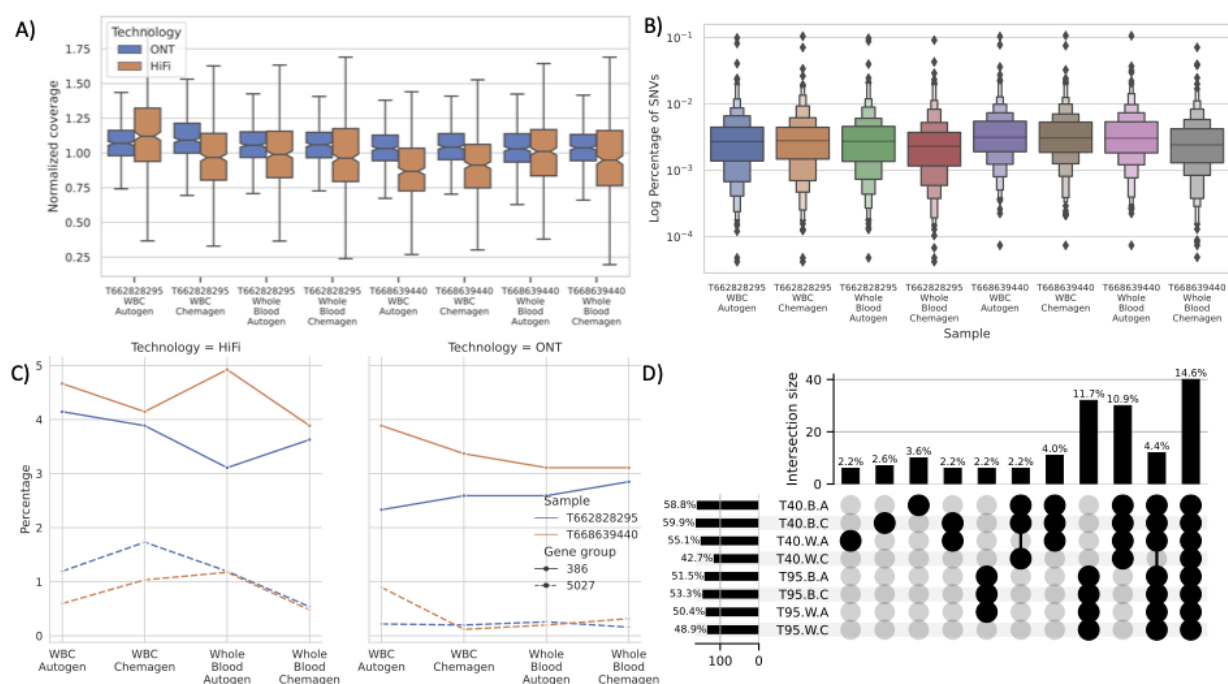 A)
Technology
ONT
HiFi
Normalized coverage
1.75
1.50
1.25
1.00
0.75
0.50
0.25
T662828295 WBC Autogen
T662828295 WBC Chemagen
T662828295 Whole Blood Autogen
T662828295 Whole Blood Chemagen
T668639440 WBC Autogen
T668639440 WBC Chemagen
T668639440 Whole Blood Autogen
T668639440 Whole Blood Chemagen
B)
Log Percentage of SNVs
10⁻¹
10⁻²
10⁻³
10⁻⁴
T662828295 WBC Autogen
T662828295 WBC Chemagen
T662828295 Whole Blood Autogen
T662828295 Whole Blood Chemagen
T668639440 WBC Autogen
T668639440 WBC Chemagen
T668639440 Whole Blood Autogen
T668639440 Whole Blood Chemagen
Sample
C)
Technology = HiFi
Technology = ONT
Percentage
5
4
3
2
1
0
WBC Autogen
WBC Chemagen
Whole Blood Autogen
Whole Blood Chemagen
WBC Autogen
WBC Chemagen
Whole Blood Autogen
Whole Blood Chemagen
Sample
T662828295
T668639440
Gene group
386
5027
D)
Intersection size
40
20
0
2.2%
2.6%
3.6%
2.2%
2.2%
2.2%
4.0%
11.7%
10.9%
4.4%
14.6%
58.8% T40.B.A
59.9% T40.B.C
55.1% T40.W.A
42.7% T40.W.C
51.5% T95.B.A
53.3% T95.B.C
50.4% T95.W.A
48.9% T95.W.C
100 0